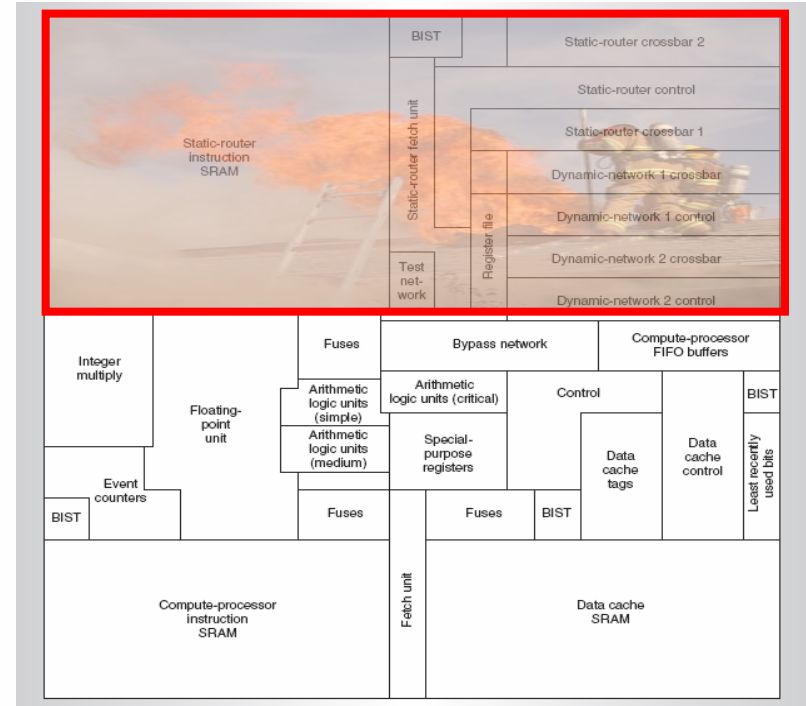 BIST
Static-router crossbar 2
Static-router control
Static-router
instruction
SRAM
Static-router fetch unit
Static-router crossbar 1
Dynamic-network 1 crossbar
Register file
Dynamic-network 1 control
Dynamic-network 2 crossbar
Test
net-
work
Dynamic-network 2 control
Integer
multiply
Floating-
point
unit
Fuses
Bypass network
Compute-processor
FIFO buffers
Arithmetic
logic units
(simple)
Arithmetic
logic units (critical)
Control
BIST
Arithmetic
logic units
(medium)
Special-
purpose
registers
Data
cache
tags
Data
cache
control
Least recently
used bits
Event
counters
BIST
Fuses
Fuses
BIST
Compute-processor
instruction
SRAM
Fetch unit
Data cache
SRAM